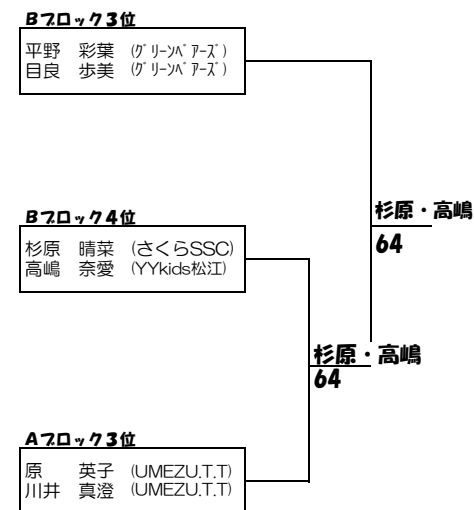 Bブロック3位
平野 彩葉 (ｸﾞﾘｰﾝﾍﾞｱｰｽﾞ)
目良 歩美 (ｸﾞﾘｰﾝﾍﾞｱｰｽﾞ)
杉原・高嶋
64
Bブロック4位
杉原 晴菜 (さくらSSC)
高嶋 奈愛 (YYkids松江)
杉原・高嶋
64
Aブロック3位
原 英子 (UMEZU.T.T)
川井 真澄 (UMEZU.T.T)